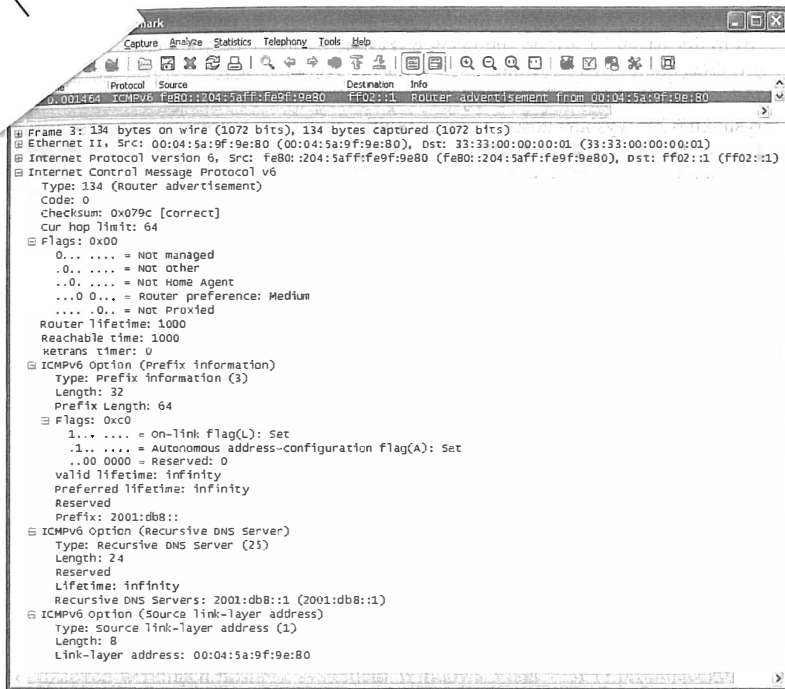 ark
Capture Analyze Statistics Telephony Tools Help
Protocol Source Destination Info
0.001464 ICMPV6 fe80::204:5aff:fe9f:9e80 ff02::1 Router advertisement from 00:04:5a:9f:9e:80
Frame 3: 134 bytes on wire (1072 bits), 134 bytes captured (1072 bits)
Ethernet II, Src: 00:04:5a:9f:9e:80 (00:04:5a:9f:9e:80), Dst: 33:33:00:00:00:01 (33:33:00:00:00:01)
Internet Protocol Version 6, Src: fe80::204:5aff:fe9f:9e80 (fe80::204:5aff:fe9f:9e80), Dst: ff02::1 (ff02::1)
Internet Control Message Protocol v6
Type: 134 (Router advertisement)
Code: 0
Checksum: 0x079c [correct]
Cur hop limit: 64
Flags: 0x00
0... .... = Not managed
.0.. .... = Not other
..0. .... = Not Home Agent
...0 0... = Router preference: Medium
.... .0.. = Not Proxied
Router lifetime: 1000
Reachable time: 1000
Retrans timer: 0
ICMPv6 Option (Prefix information)
Type: Prefix information (3)
Length: 32
Prefix Length: 64
Flags: 0xc0
1... .... = On-link flag(L): Set
.1.. .... = Autonomous address-configuration flag(A): Set
..00 0000 = Reserved: 0
Valid lifetime: infinity
Preferred lifetime: infinity
Reserved
Prefix: 2001:db8::
ICMPv6 Option (Recursive DNS Server)
Type: Recursive DNS Server (25)
Length: 24
Reserved
Lifetime: infinity
Recursive DNS Servers: 2001:db8::1 (2001:db8::1)
ICMPv6 Option (Source link-layer address)
Type: Source link-layer address (1)
Length: 8
Link-layer address: 00:04:5a:9f:9e:80